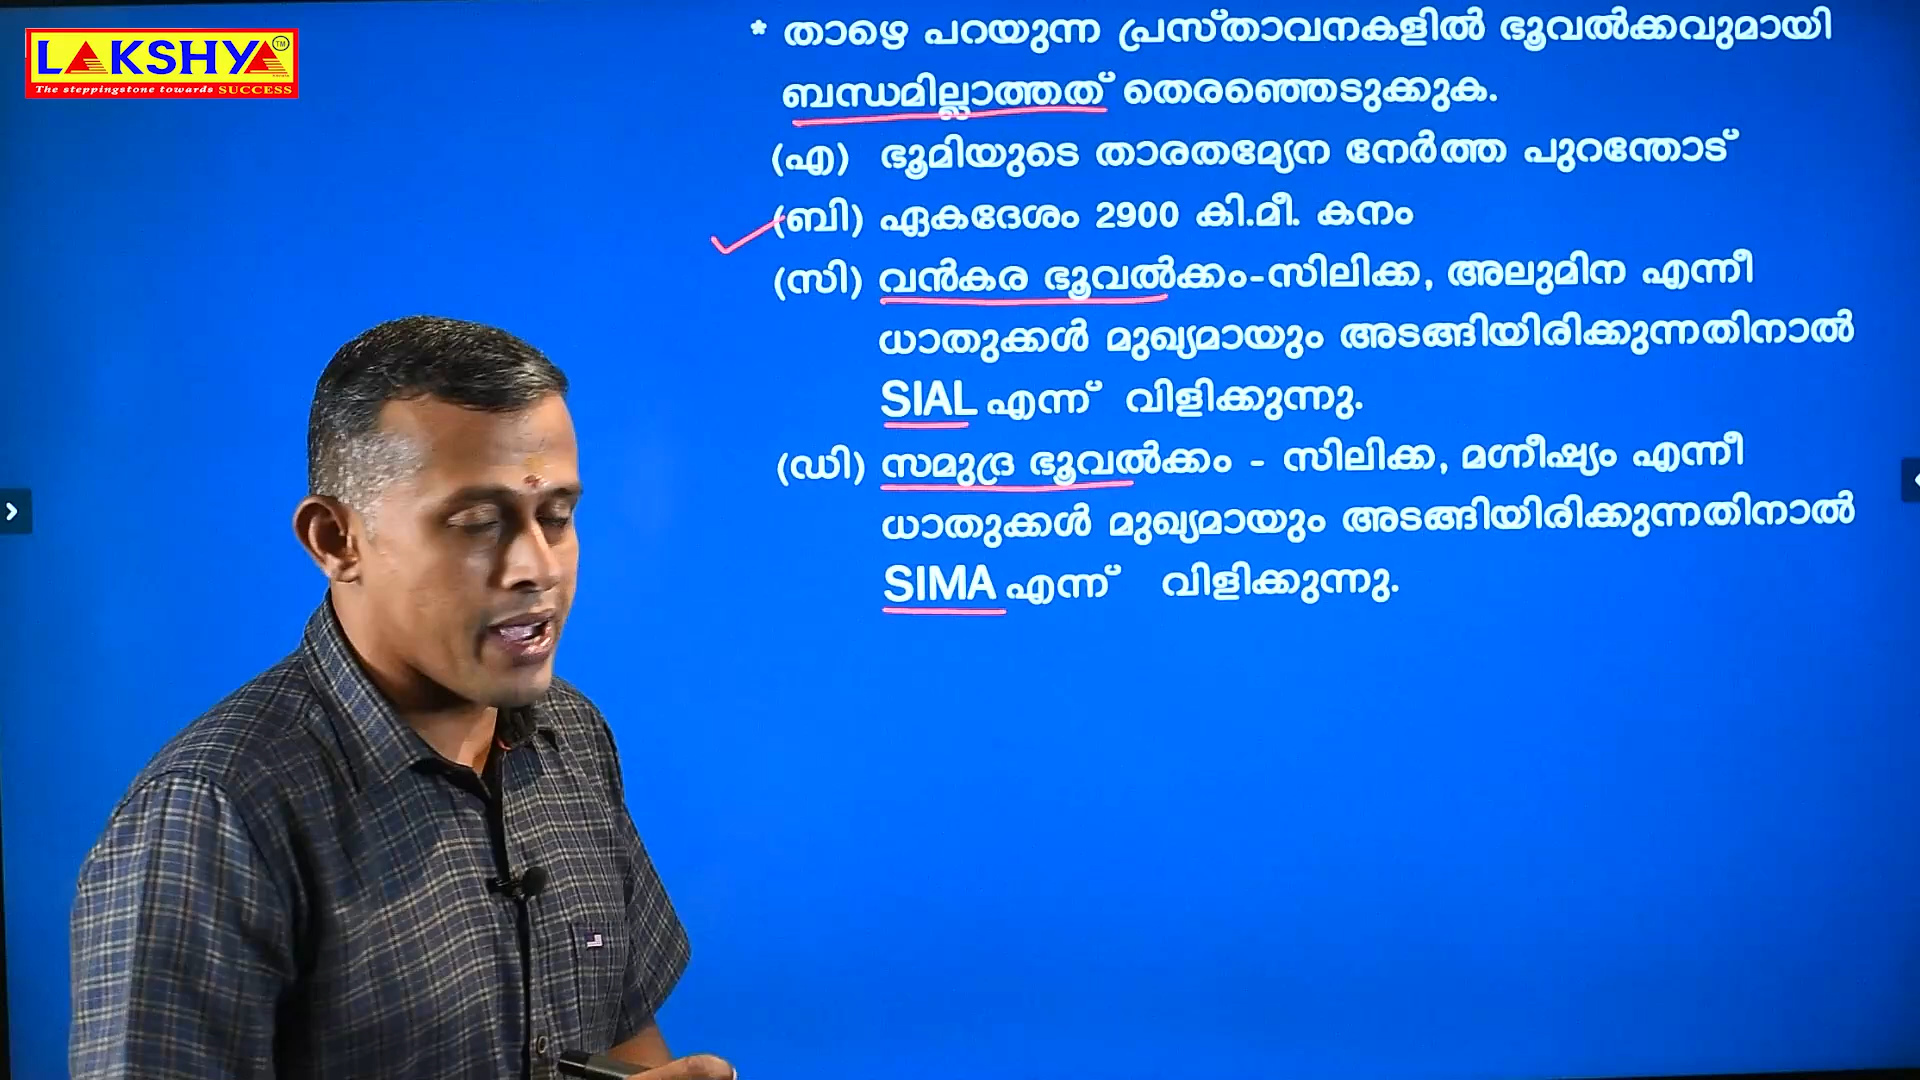 LAKSHYA
TM
The steppingstone towards SUCCESS
* താഴെ പറയുന്ന പ്രസ്താവനകളിൽ ഭൂവൽക്കവുമായി
ബന്ധമില്ലാത്തത് തെരഞ്ഞെടുക്കുക.
(എ) ഭൂമിയുടെ താരതമ്യേന നേർത്ത പുറന്തോട്
(ബി) ഏകദേശം 2900 കി.മീ. കനം
(സി) വൻകര ഭൂവൽക്കം-സിലിക്ക, അലുമിന എന്നീ
ധാതുക്കൾ മുഖ്യമായും അടങ്ങിയിരിക്കുന്നതിനാൽ
SIAL എന്ന് വിളിക്കുന്നു.
(ഡി) സമുദ്ര ഭൂവൽക്കം - സിലിക്ക, മഗ്നീഷ്യം എന്നീ
ധാതുക്കൾ മുഖ്യമായും അടങ്ങിയിരിക്കുന്നതിനാൽ
SIMA എന്ന് വിളിക്കുന്നു.